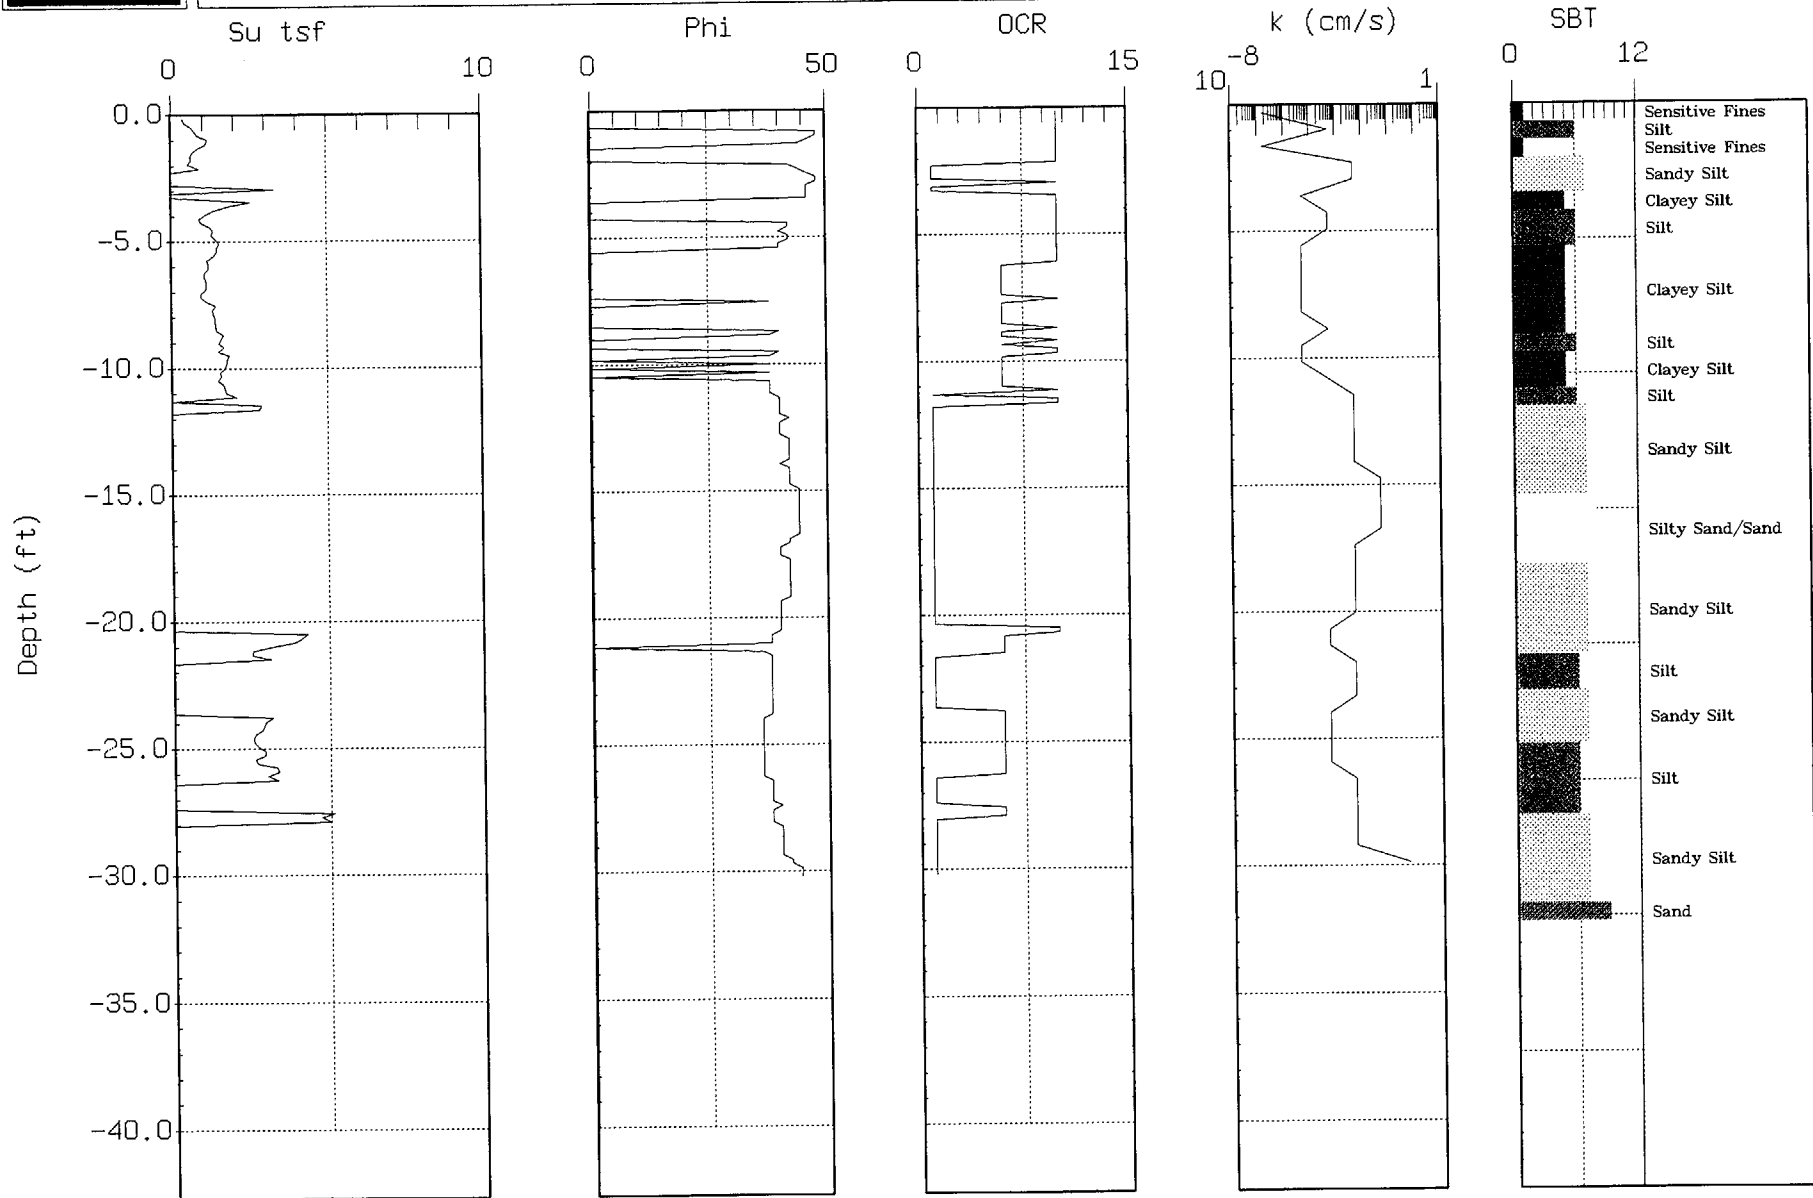 Su tsf
Phi
OCR
k (cm/s)
SBT
0 10
0 50
0 15
10 -8 1
0 12
Depth (ft)
0.0
-5.0
-10.0
-15.0
-20.0
-25.0
-30.0
-35.0
-40.0
Sensitive Fines
Silt
Sensitive Fines
Sandy Silt
Clayey Silt
Silt
Clayey Silt
Silt
Clayey Silt
Silt
Sandy Silt
Silty Sand/Sand
Sandy Silt
Silt
Sandy Silt
Silt
Sandy Silt
Sand